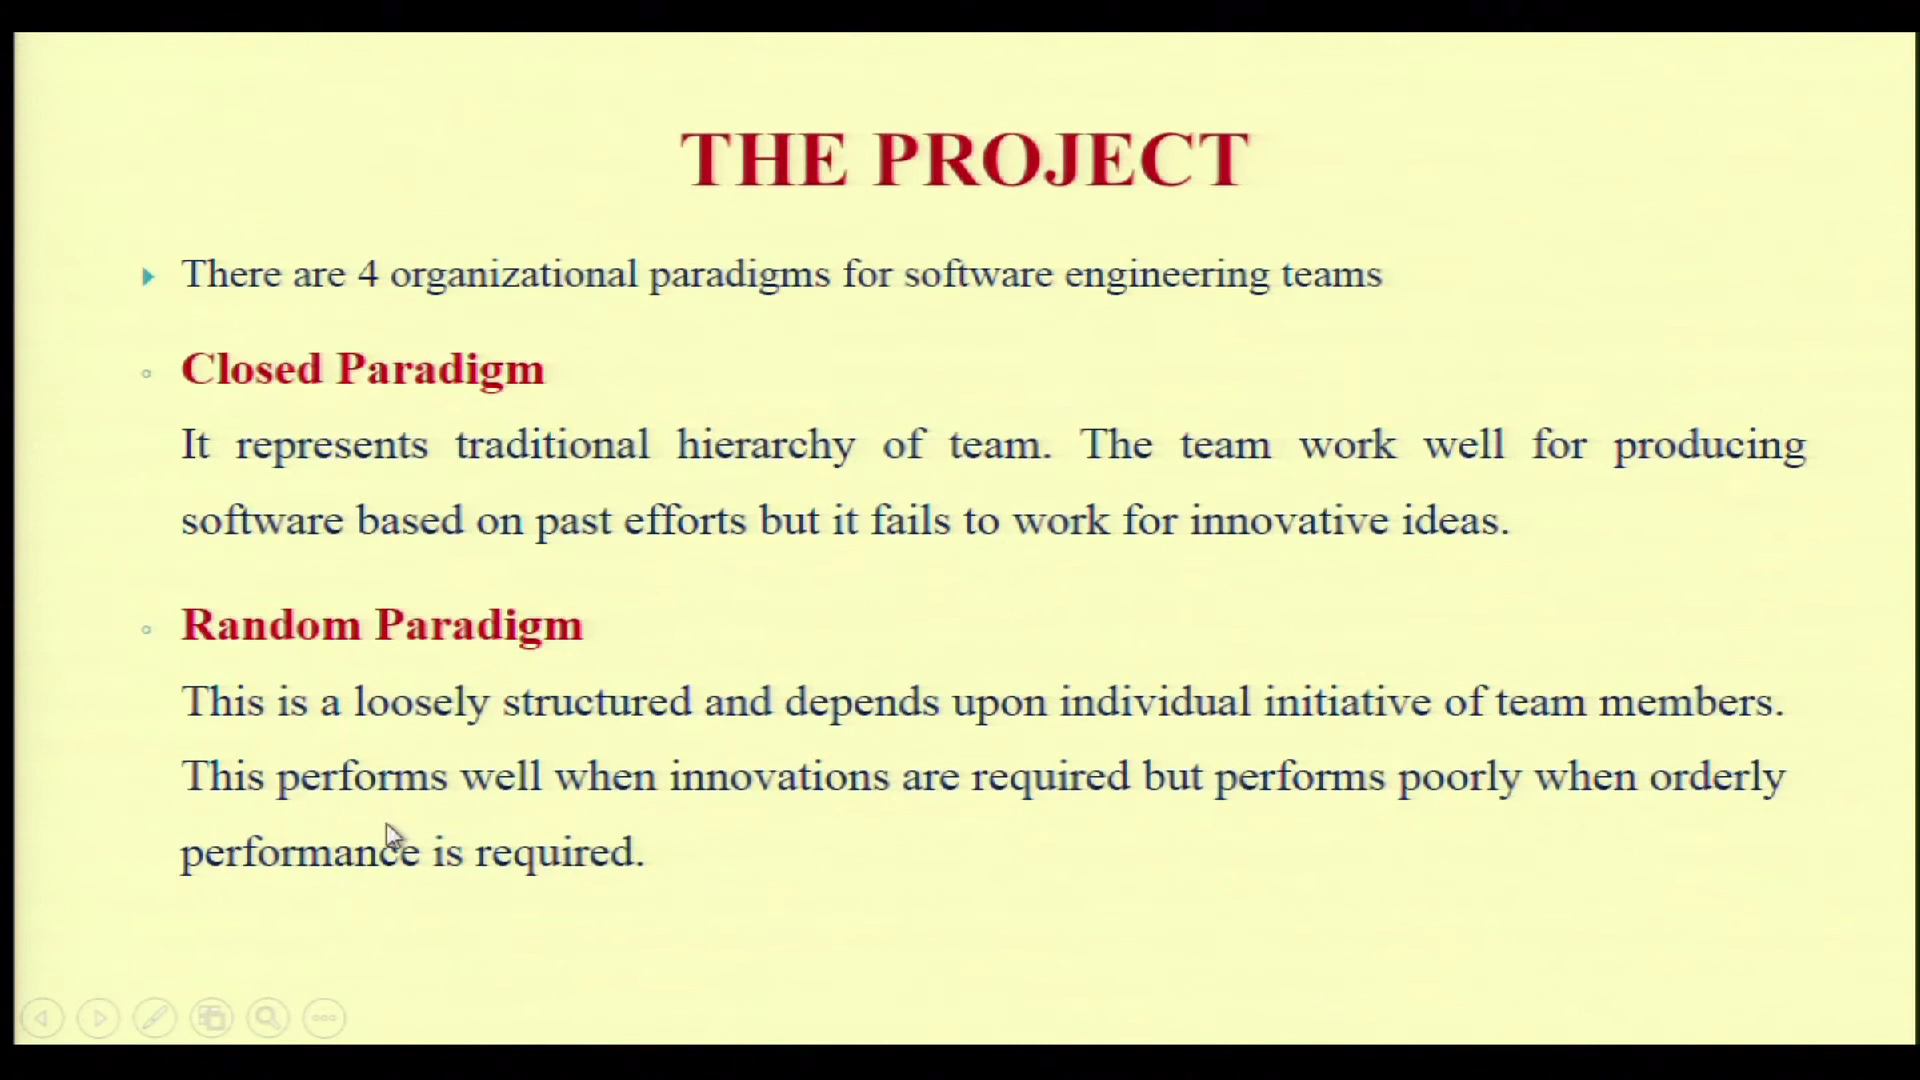 THE PROJECT
There are 4 organizational paradigms for software engineering teams
Closed Paradigm
It represents traditional hierarchy of team. The team work well for producing
software based on past efforts but it fails to work for innovative ideas.
Random Paradigm
This is a loosely structured and depends upon individual initiative of team members.
This performs well when innovations are required but performs poorly when orderly
performance is required.